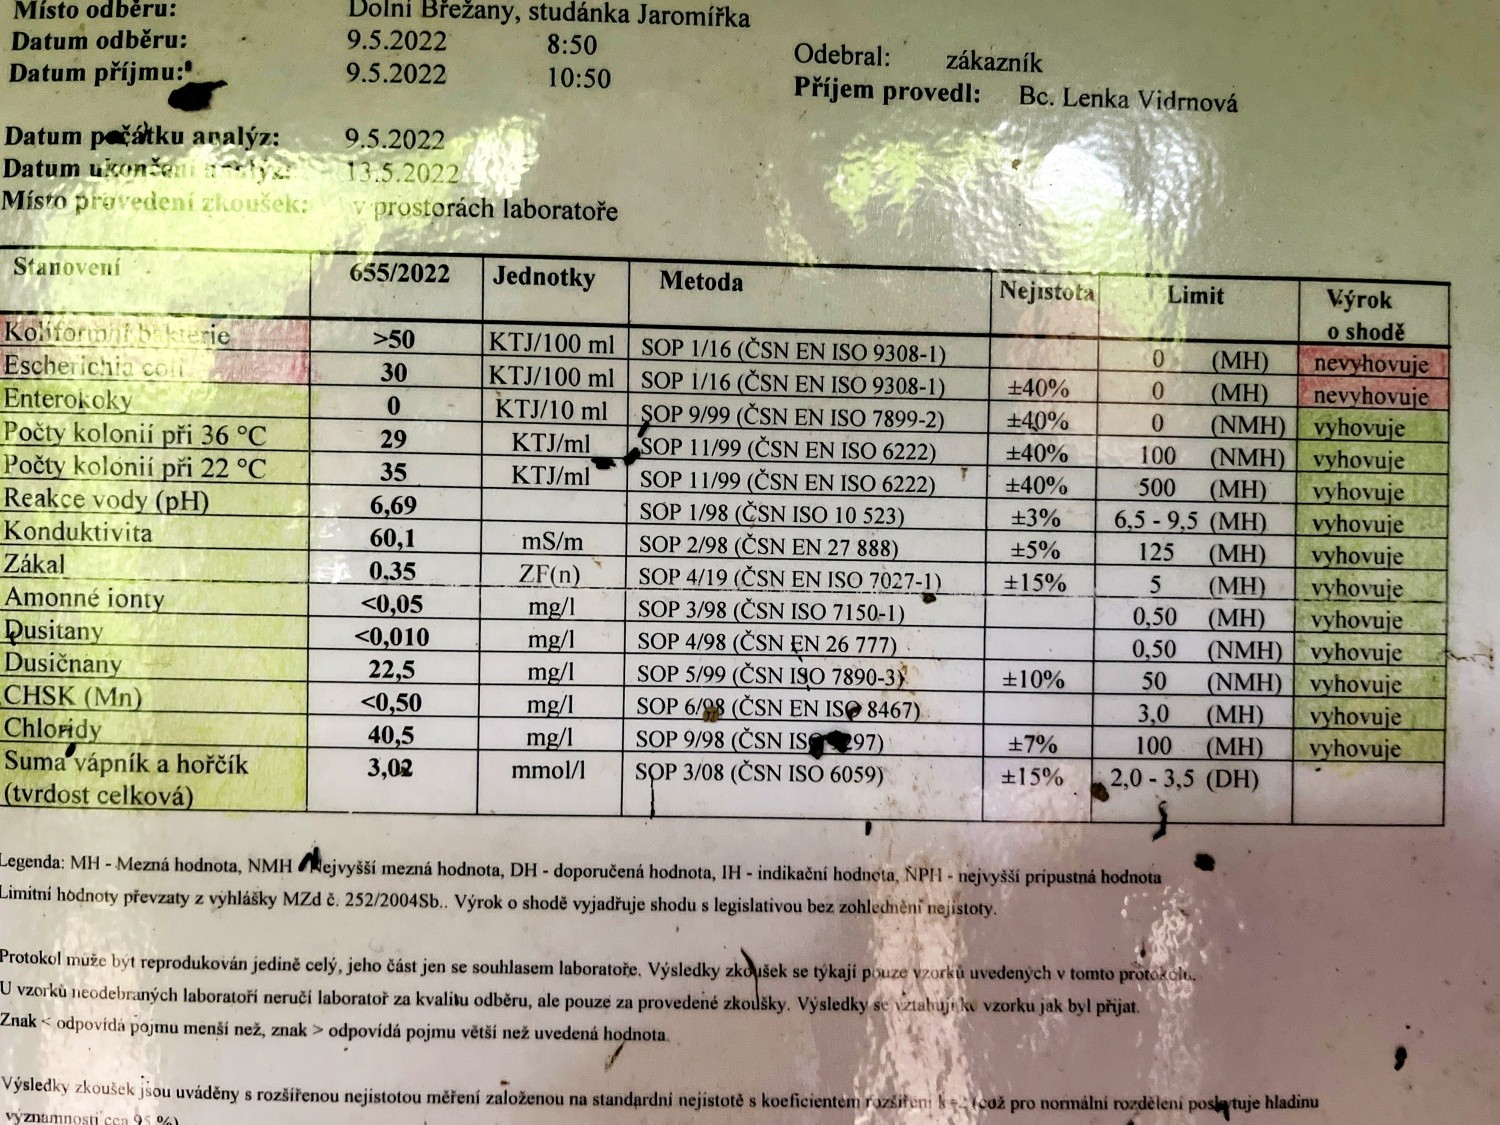 Místo odběru: Dolní Břežany, studánka Jaromířka
Datum odběru: 9.5.2022 8:50
Odebral: zákazník
Datum příjmu: 9.5.2022 10:50
Příjem provedl: Bc. Lenka Vidrnová
Datum počátku analýz: 9.5.2022
Datum ukončení analýz: 13.5.2022
Místo provedení zkoušek: v prostorách laboratoře
Stanovení 655/2022 Jednotky Metoda Nejistota Limit Výrok
o shodě
Koliformní bakterie >50 KTJ/100 ml SOP 1/16 (ČSN EN ISO 9308-1) 0 (MH) nevyhovuje
Escherichia coli 30 KTJ/100 ml SOP 1/16 (ČSN EN ISO 9308-1) ±40% 0 (MH) nevyhovuje
Enterokoky 0 KTJ/10 ml SOP 9/99 (ČSN EN ISO 7899-2) ±40% 0 (NMH) vyhovuje
Počty kolonií při 36 °C 29 KTJ/ml SOP 11/99 (ČSN EN ISO 6222) ±40% 100 (NMH) vyhovuje
Počty kolonií při 22 °C 35 KTJ/ml SOP 11/99 (ČSN EN ISO 6222) ±40% 500 (MH) vyhovuje
Reakce vody (pH) 6,69 SOP 1/98 (ČSN ISO 10 523) ±3% 6,5 - 9,5 (MH) vyhovuje
Konduktivita 60,1 mS/m SOP 2/98 (ČSN EN 27 888) ±5% 125 (MH) vyhovuje
Zákal 0,35 ZF(n) SOP 4/19 (ČSN EN ISO 7027-1) ±15% 5 (MH) vyhovuje
Amonné ionty <0,05 mg/l SOP 3/98 (ČSN ISO 7150-1) 0,50 (MH) vyhovuje
Dusitany <0,010 mg/l SOP 4/98 (ČSN EN 26 777) 0,50 (NMH) vyhovuje
Dusičnany 22,5 mg/l SOP 5/99 (ČSN ISO 7890-3) ±10% 50 (NMH) vyhovuje
CHSK (Mn) <0,50 mg/l SOP 6/98 (ČSN EN ISO 8467) 3,0 (MH) vyhovuje
Chloridy 40,5 mg/l SOP 9/98 (ČSN ISO ±7% 100 (MH) vyhovuje
Suma vápník a hořčík 3,02 mmol/l SOP 3/08 (ČSN ISO 6059) ±15% 2,0 - 3,5 (DH)
(tvrdost celková)
Legenda: MH - Mezná hodnota, NMH - Nejvyšší mezná hodnota, DH - doporučená hodnota, IH - indikační hodnota, NPH - nejvyšší prípustná hodnota
Limitní hodnoty převzaty z vyhlášky MZd č. 252/2004Sb.. Výrok o shodě vyjadřuje shodu s legislativou bez zohlednění nejistoty.
Protokol může být reprodukován jedině celý, jeho část jen se souhlasem laboratoře. Výsledky zkoušek se týkají pouze vzorků uvedených v tomto protokolu.
U vzorků neodebraných laboratoří neručí laboratoř za kvalitu odběru, ale pouze za provedené zkoušky. Výsledky se vztahují ke vzorku jak byl přijat.
Znak < odpovídá pojmu menší než, znak > odpovídá pojmu větší než uvedená hodnota.
Výsledky zkoušek jsou uváděny s rozšířenou nejistotou měření založenou na standardní nejistotě s koeficientem rozšíření což pro normální rozdělení poskytuje hladinu
významnosti cca 95 %)